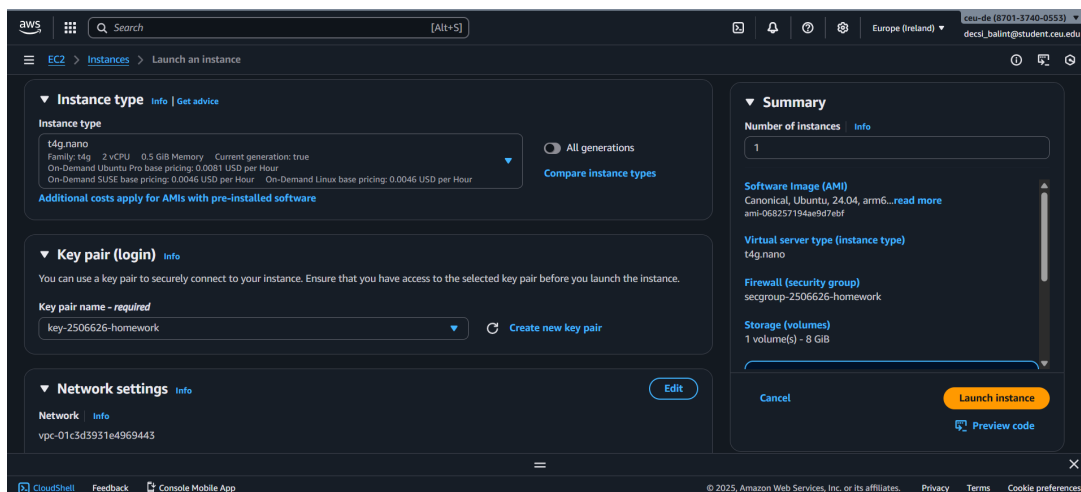 aws
Search [Alt+S]
Europe (Ireland) ▼
ceu-de (8701-3740-0553) ▼
decsi_balint@student.ceu.edu
EC2 > Instances > Launch an instance
▼ Instance type Info | Get advice
Instance type
t4g.nano
Family: t4g 2 vCPU 0.5 GiB Memory Current generation: true
On-Demand Ubuntu Pro base pricing: 0.0081 USD per Hour
On-Demand SUSE base pricing: 0.0046 USD per Hour On-Demand Linux base pricing: 0.0046 USD per Hour
All generations
Compare instance types
Additional costs apply for AMIs with pre-installed software
▼ Key pair (login) Info
You can use a key pair to securely connect to your instance. Ensure that you have access to the selected key pair before you launch the instance.
Key pair name - required
key-2506626-homework
Create new key pair
▼ Network settings Info
Edit
Network Info
vpc-01c3d3931e4969443
▼ Summary
Number of instances Info
1
Software Image (AMI)
Canonical, Ubuntu, 24.04, arm6...read more
ami-068257194ae9d7ebf
Virtual server type (instance type)
t4g.nano
Firewall (security group)
secgroup-2506626-homework
Storage (volumes)
1 volume(s) - 8 GiB
Cancel
Launch instance
Preview code
CloudShell Feedback Console Mobile App
© 2025, Amazon Web Services, Inc. or its affiliates. Privacy Terms Cookie preferences